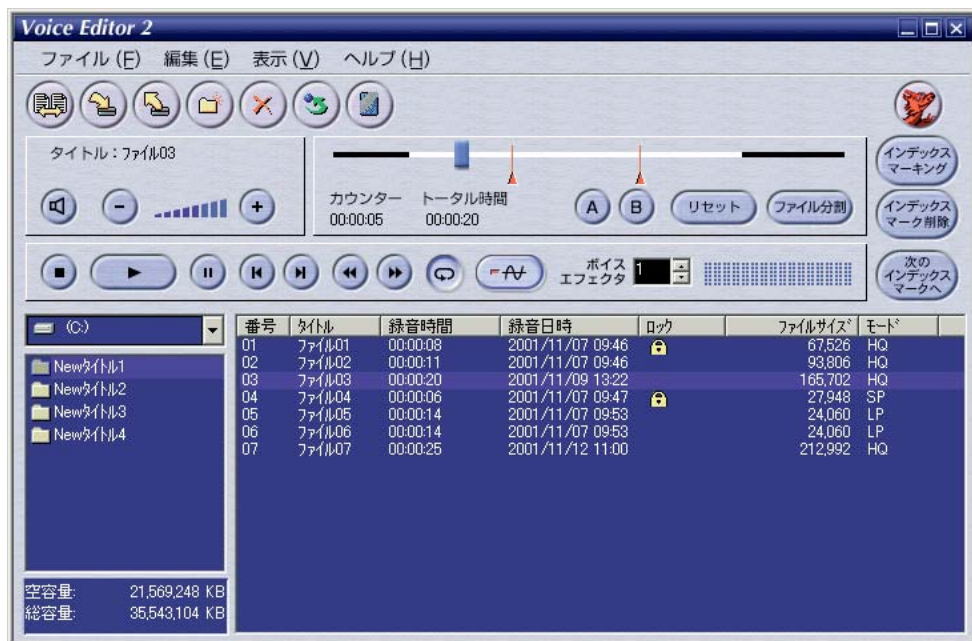 Voice Editor 2
ファイル(F) 編集(E) 表示(V) ヘルプ(H)
タイトル：ファイル03
カウンター トータル時間
00:00:05 00:00:20
A B リセット ファイル分割
インデックス
マーキング
インデックス
マーク削除
ボイス
エフェクタ
1
次の
インデックス
マークへ
(C:)
Newタイトル1
Newタイトル2
Newタイトル3
Newタイトル4
空容量: 21,569,248 KB
総容量: 35,543,104 KB
番号 タイトル 録音時間 録音日時 ロック ファイルサイズ モード
01 ファイル01 00:00:08 2001/11/07 09:46 67,526 HQ
02 ファイル02 00:00:11 2001/11/07 09:46 93,806 HQ
03 ファイル03 00:00:20 2001/11/09 13:22 165,702 HQ
04 ファイル04 00:00:06 2001/11/07 09:47 27,948 SP
05 ファイル05 00:00:14 2001/11/07 09:53 24,060 LP
06 ファイル06 00:00:14 2001/11/07 09:53 24,060 LP
07 ファイル07 00:00:25 2001/11/12 11:00 212,992 HQ